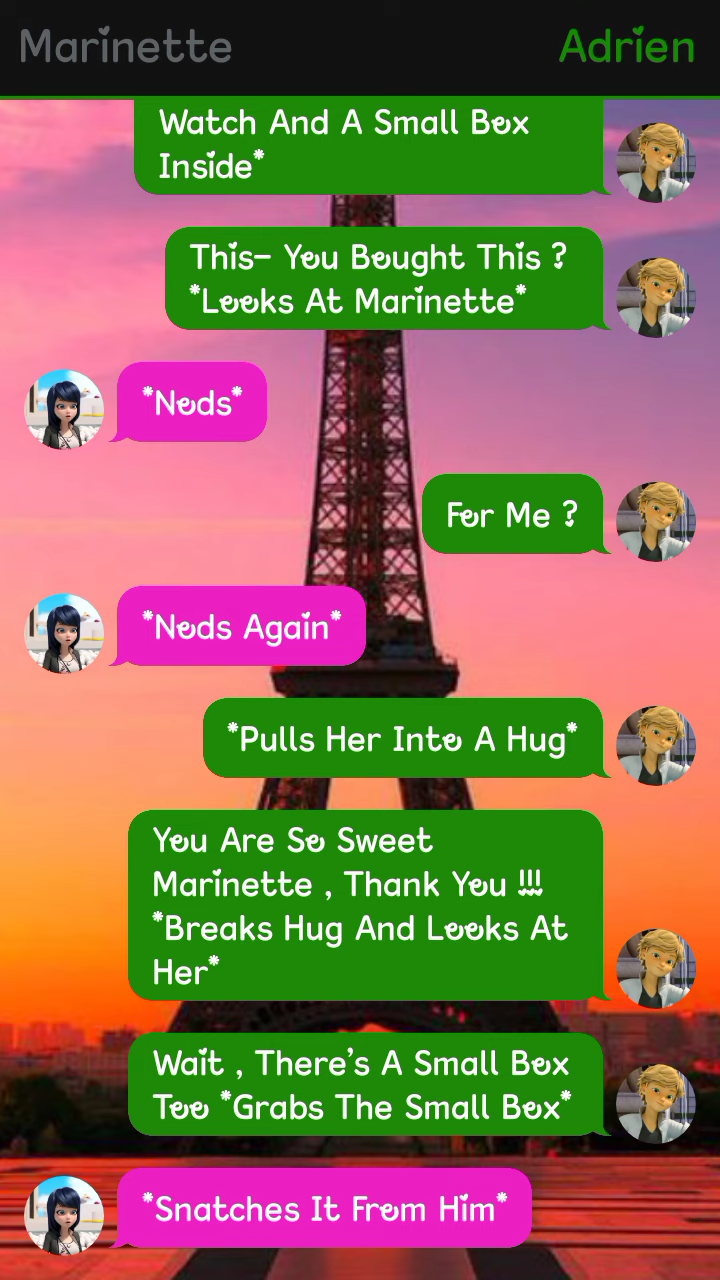 Marinette
Adrien
Watch And A Small Box
Inside*
This– You Bought This ?
*Looks At Marinette*
*Nods*
For Me ?
*Nods Again*
*Pulls Her Into A Hug*
You Are So Sweet
Marinette , Thank You !!!
*Breaks Hug And Looks At
Her*
Wait , There's A Small Box
Too *Grabs The Small Box*
*Snatches It From Him*